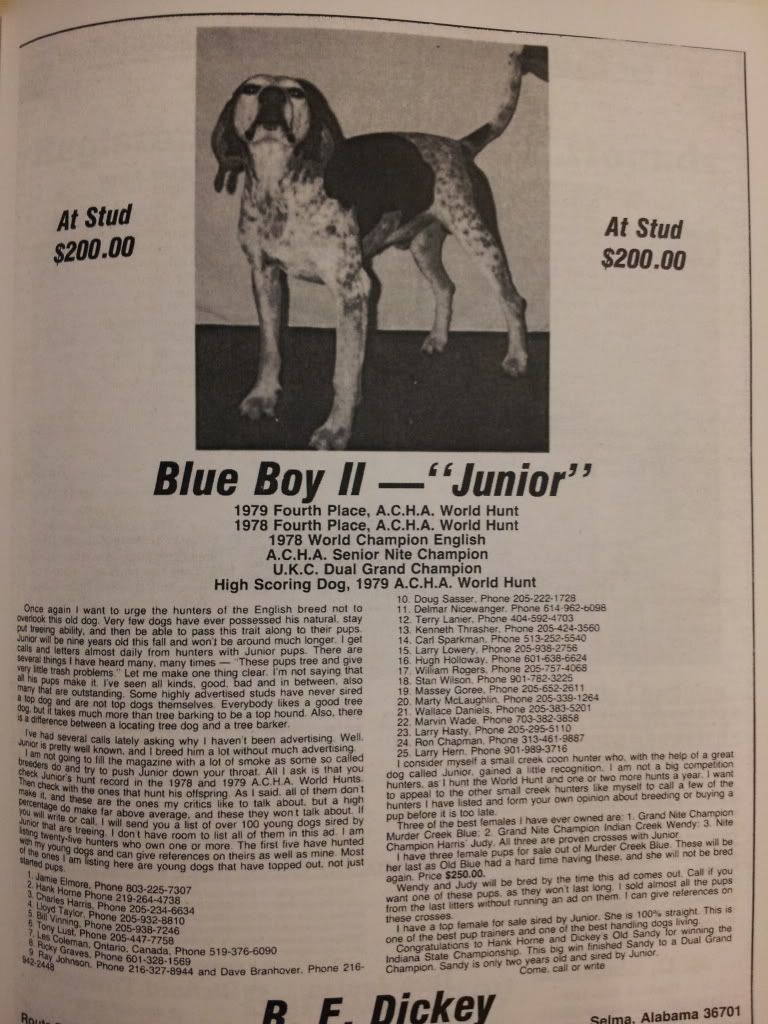 At Stud
$200.00
At Stud
$200.00
Blue Boy II —"Junior"
1979 Fourth Place, A.C.H.A. World Hunt
1978 Fourth Place, A.C.H.A. World Hunt
1978 World Champion English
A.C.H.A. Senior Nite Champion
U.K.C. Dual Grand Champion
High Scoring Dog, 1979 A.C.H.A. World Hunt
Once again I want to urge the hunters of the English breed not to
overlook this old dog. Very few dogs have ever possessed his natural, stay
put treeing ability, and then be able to pass this trait along to their pups.
Junior will be nine years old this fall and won't be around much longer. I get
calls and letters almost daily from hunters with Junior pups. There are
several things I have heard many, many times — "These pups tree and give
very little trash problems." Let me make one thing clear. I'm not saying that
all his pups make it. I've seen all kinds, good, bad and in between, also
many that are outstanding. Some highly advertised studs have never sired
a top dog and are not top dogs themselves. Everybody likes a good tree
dog, but it takes much more than tree barking to be a top hound. Also, there
is a difference between a locating tree dog and a tree barker.
I've had several calls lately asking why I haven't been advertising. Well,
Junior is pretty well known, and I breed him a lot without much advertising.
I am not going to fill the magazine with a lot of smoke as some so called
breeders do and try to push Junior down your throat. All I ask is that you
check Junior's hunt record in the 1978 and 1979 A.C.H.A. World Hunts.
Then check with the ones that hunt his offspring. As I said, all of them don't
make it, and these are the ones my critics like to talk about, but a high
percentage do make far above average, and these they won't talk about. If
you will write or call, I will send you a list of over 100 young dogs sired by
Junior that are treeing. I don't have room to list all of them in this ad. I am
listing twenty-five hunters who own one or more. The first five have hunted
with my young dogs and can give references on theirs as well as mine. Most
of the ones I am listing here are young dogs that have topped out, not just
started pups.
1. Jamie Elmore, Phone 803-225-7307
2. Hank Horne Phone 219-264-4738
3. Charles Harris, Phone 205-234-6634
4. Lloyd Taylor, Phone 205-932-8810
5. Bill Vinning, Phone 205-938-7246
6. Tony Lust, Phone 205-447-7758
7. Les Coleman, Ontario, Canada, Phone 519-376-6090
8. Ricky Graves, Phone 601-328-1569
9. Ray Johnson, Phone 216-327-8944 and Dave Branhover, Phone 216-
942-2448
10. Doug Sasser, Phone 205-222-1728
11. Delmar Nicewanger, Phone 614-962-6098
12. Terry Lanier, Phone 404-592-4703
13. Kenneth Thrasher, Phone 205-424-3560
14. Carl Sparkman, Phone 513-252-5540
15. Larry Lowery, Phone 205-938-2756
16. Hugh Holloway, Phone 601-638-6624
17. William Rogers, Phone 205-757-4068
18. Stan Wilson, Phone 901-782-3225
19. Massey Goree, Phone 205-652-2611
20. Marty McLaughlin, Phone 205-339-1264
21. Wallace Daniels, Phone 205-383-5201
22. Marvin Wade, Phone 703-382-3858
23. Larry Hasty, Phone 205-295-5110
24. Ron Chapman, Phone 313-461-9887
25. Larry Hern, Phone 901-989-3716
I consider myself a small creek coon hunter who, with the help of a great
dog called Junior, gained a little recognition. I am not a big competition
hunters, as I hunt the World Hunt and one or two more hunts a year. I want
to appeal to the other small creek hunters like myself to call a few of the
hunters I have listed and form your own opinion about breeding or buying a
pup before it is too late.
Three of the best females I have ever owned are: 1. Grand Nite Champion
Murder Creek Blue; 2. Grand Nite Champion Indian Creek Wendy; 3. Nite
Champion Harris' Judy. All three are proven crosses with Junior.
I have three female pups for sale out of Murder Creek Blue. These will be
her last as Old Blue had a hard time having these, and she will not be bred
again. Price $250.00.
Wendy and Judy will be bred by the time this ad comes out. Call if you
want one of these pups, as they won't last long. I sold almost all the pups
from the last litters without running an ad on them. I can give references on
these crosses.
I have a top female for sale sired by Junior. She is 100% straight. This is
one of the best pup trainers and one of the best handling dogs living.
Congratulations to Hank Horne and Dickey's Old Sandy for winning the
Indiana State Championship. This big win finished Sandy to a Dual Grand
Champion. Sandy is only two years old and sired by Junior.
Come, call or write
R. F. Dickey
Selma, Alabama 36701